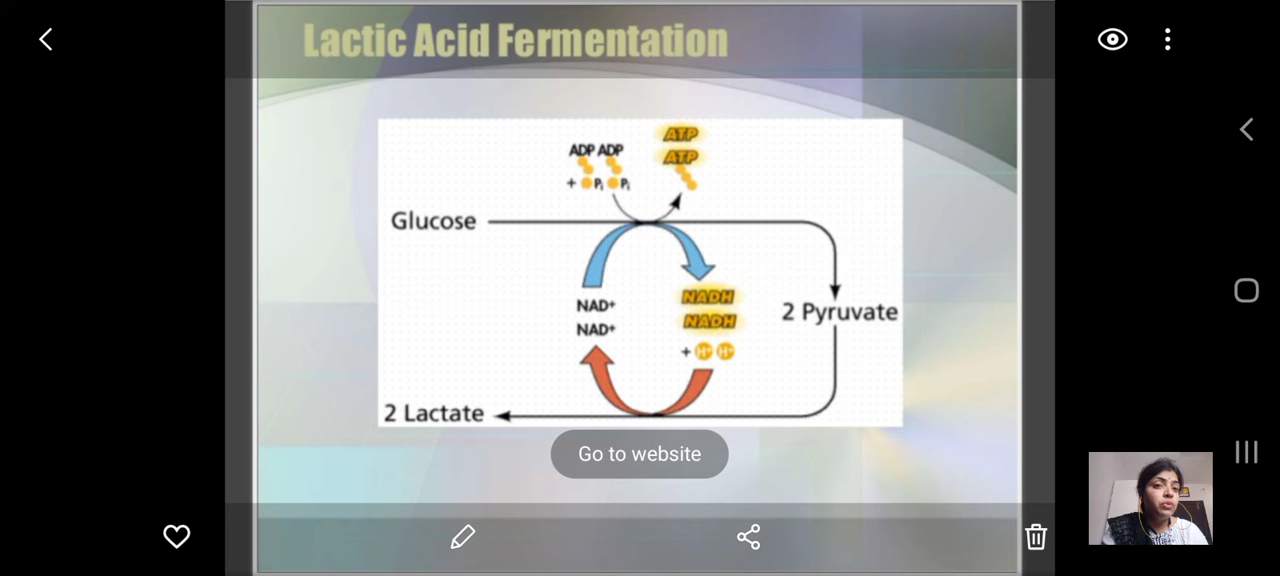 Lactic Acid Fermentation
ADP ADP
+ Pi Pi
ATP
ATP
Glucose
NAD+
NAD+
NADH
NADH
+ H+ H+
2 Pyruvate
2 Lactate
Go to website